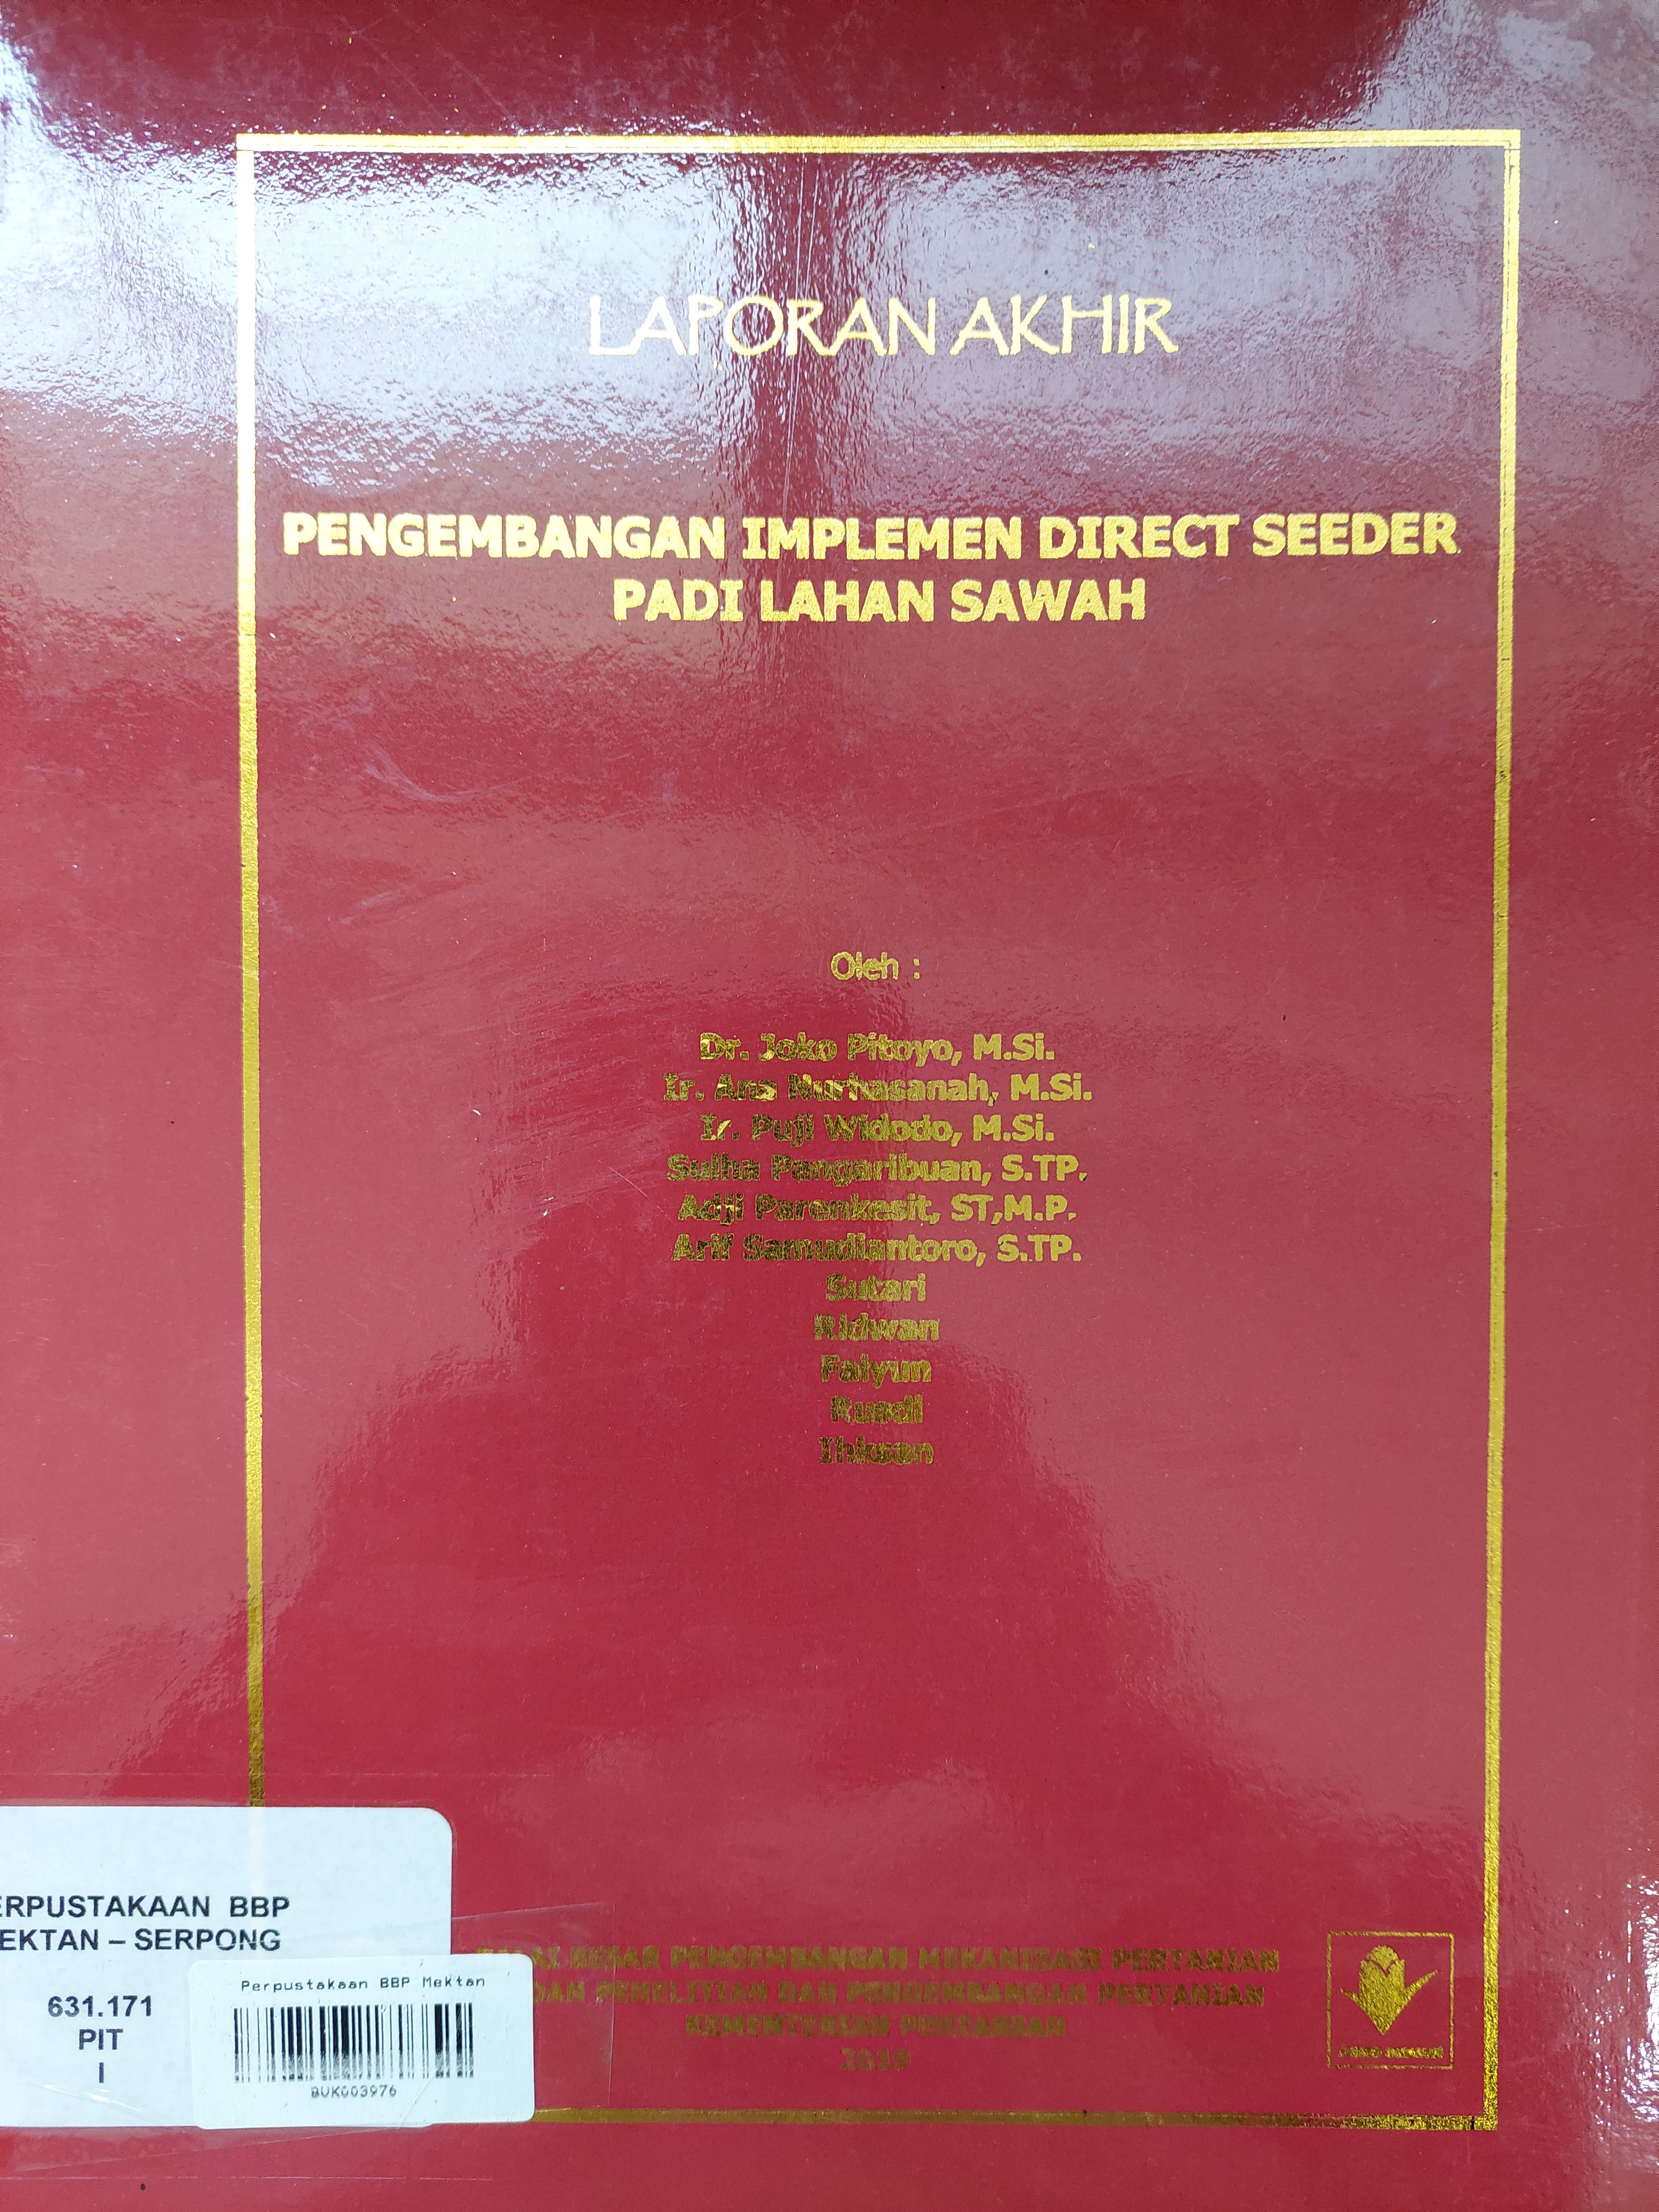 LAPORAN AKHIR
PENGEMBANGAN IMPLEMEN DIRECT SEEDER
PADI LAHAN SAWAH
Oleh :
Dr. Joko Pitoyo, M.Si.
Ir. Ana Nurhasanah, M.Si.
Ir. Puji Widodo, M.Si.
Sulha Pangaribuan, S.TP.
Adji Parenkesit, ST,M.P.
Arif Samudiantoro, S.TP.
Sutari
Ridwan
Faiyun
Rusdi
Ihksan
BESAR PENGEMBANGAN MEKANISASI PERTANIAN
DAN PENELITIAN DAN PENGEMBANGAN PERTANIAN
KEMENTERIAN PERTANIAN
ERPUSTAKAAN BBP
EKTAN – SERPONG
631.171
PIT
I
Perpustakaan BBP Mektan
BUK003976